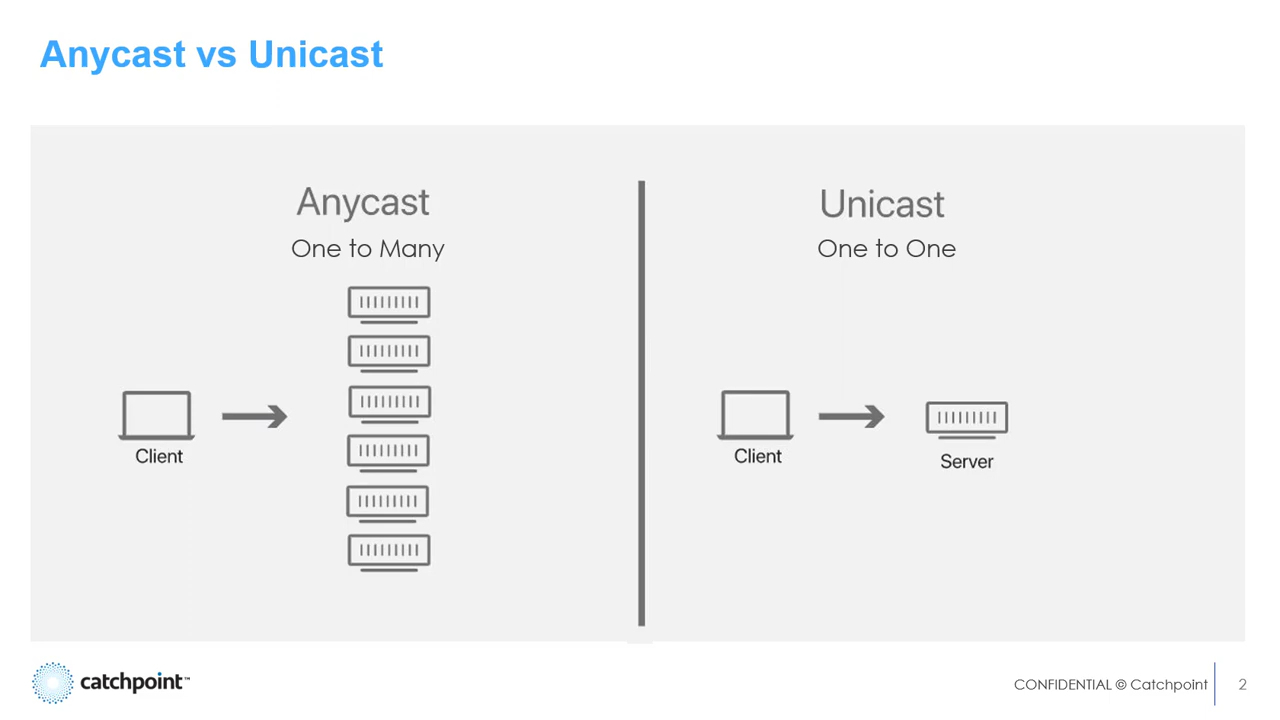 Anycast vs Unicast
Anycast
One to Many
Client
Unicast
One to One
Client
Server
catchpoint™
CONFIDENTIAL © Catchpoint
2